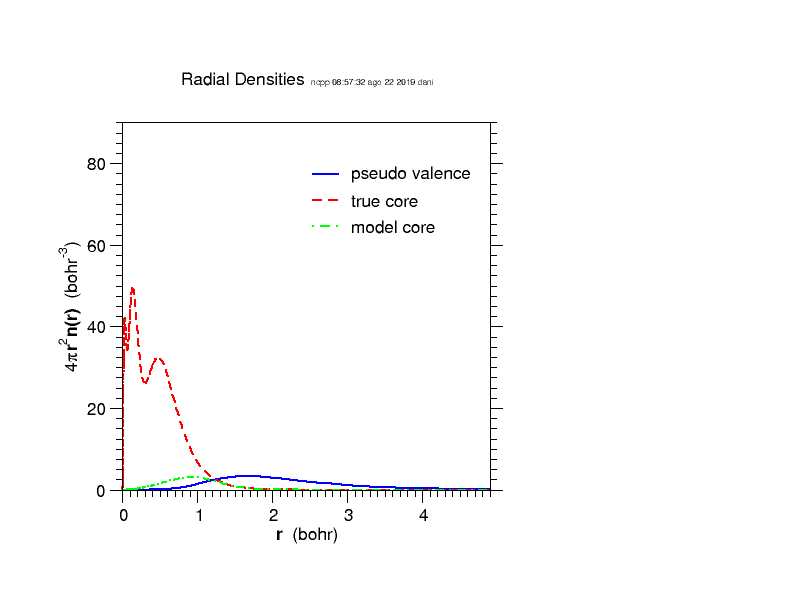 Radial Densities ncpp 08:57:32 ago 22 2019 dani
80
60
40
20
0
4πr²n(r) (bohr⁻³)
pseudo valence
true core
model core
0 1 2 3 4
r (bohr)